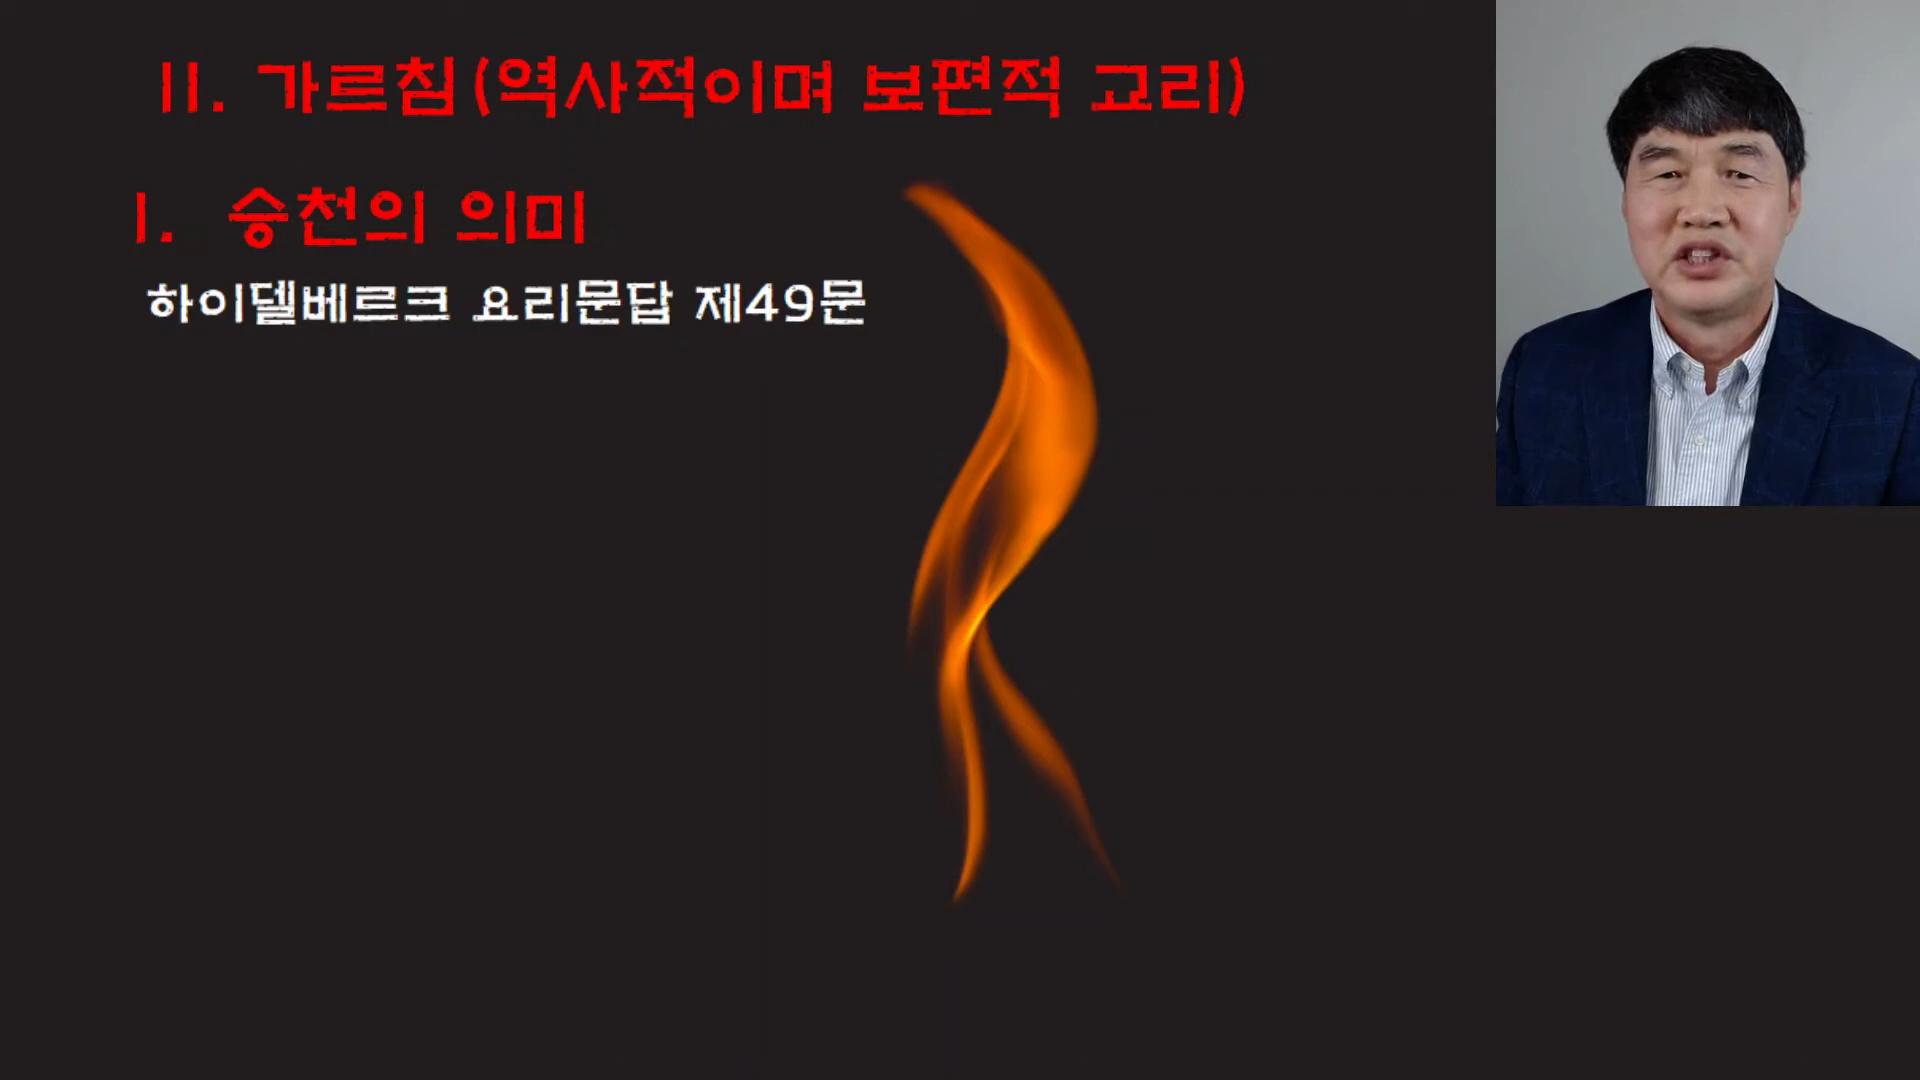 II. 가르침(역사적이며 보편적 교리)
I. 승천의 의미
하이델베르크 요리문답 제49문